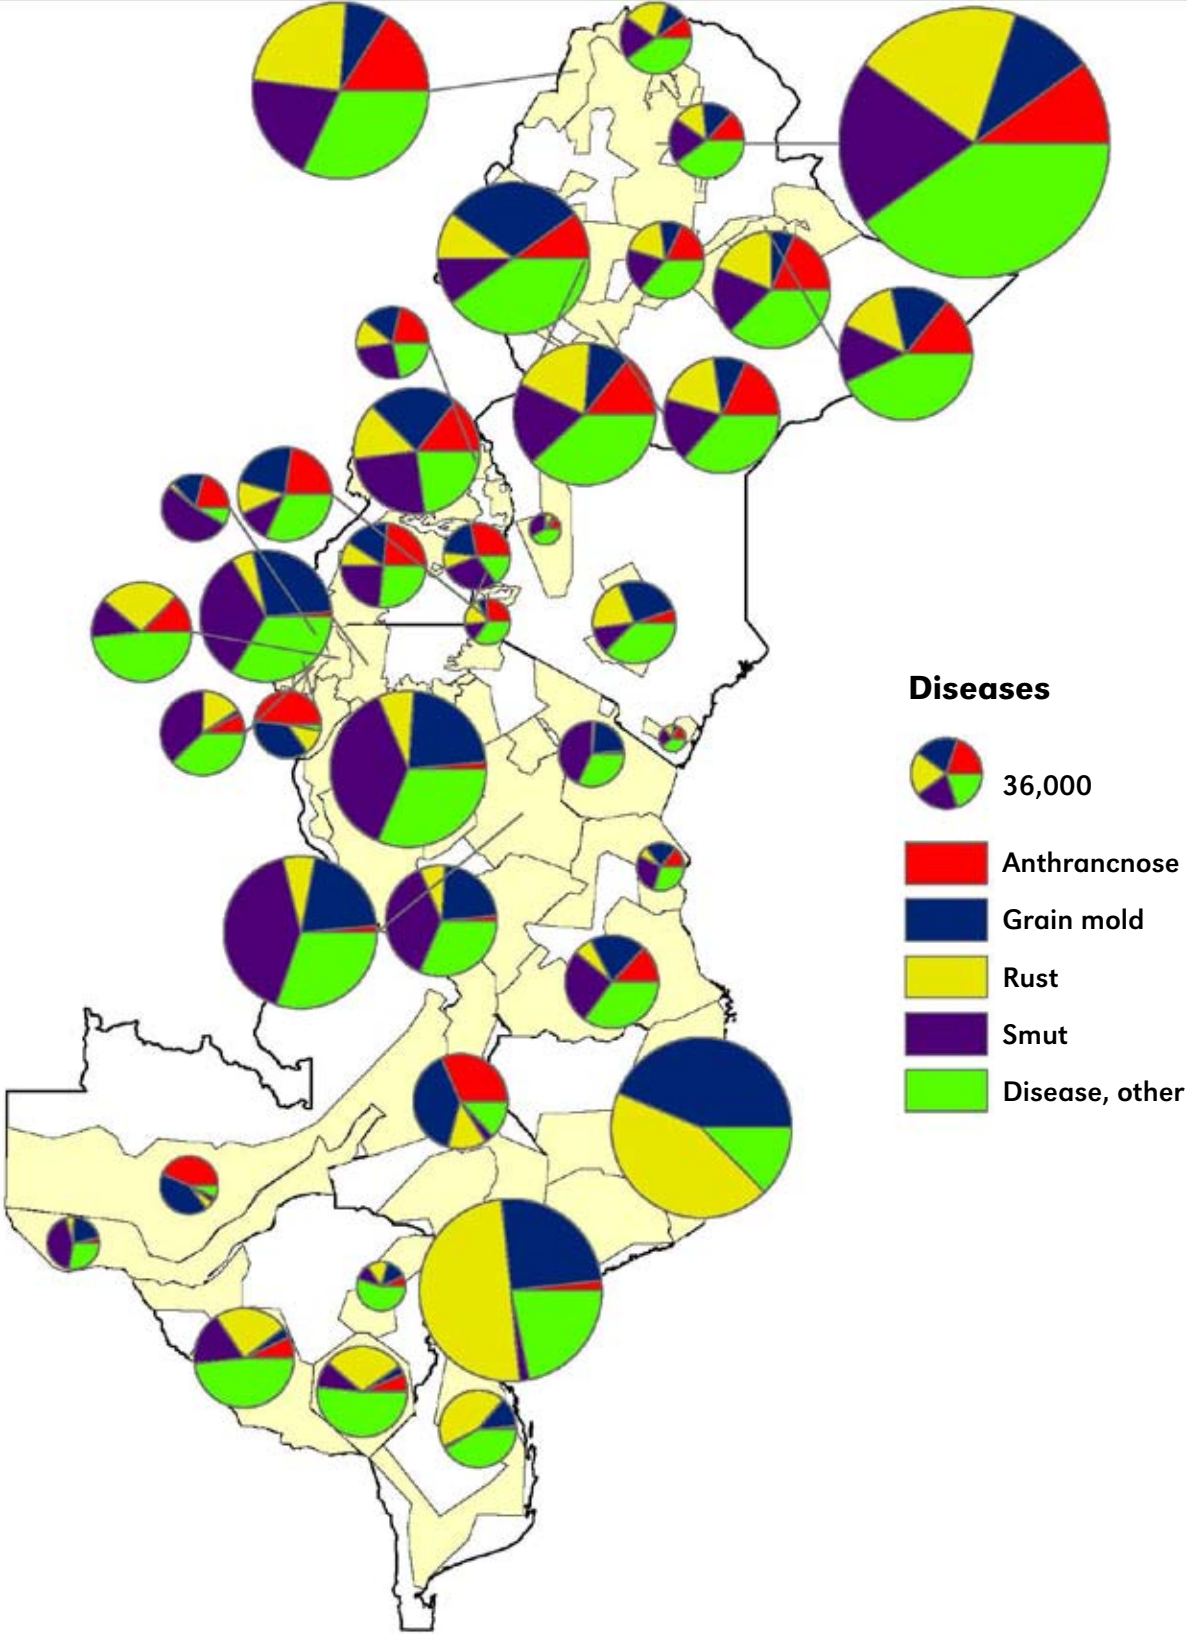 Diseases
36,000
Anthrancnose
Grain mold
Rust
Smut
Disease, other